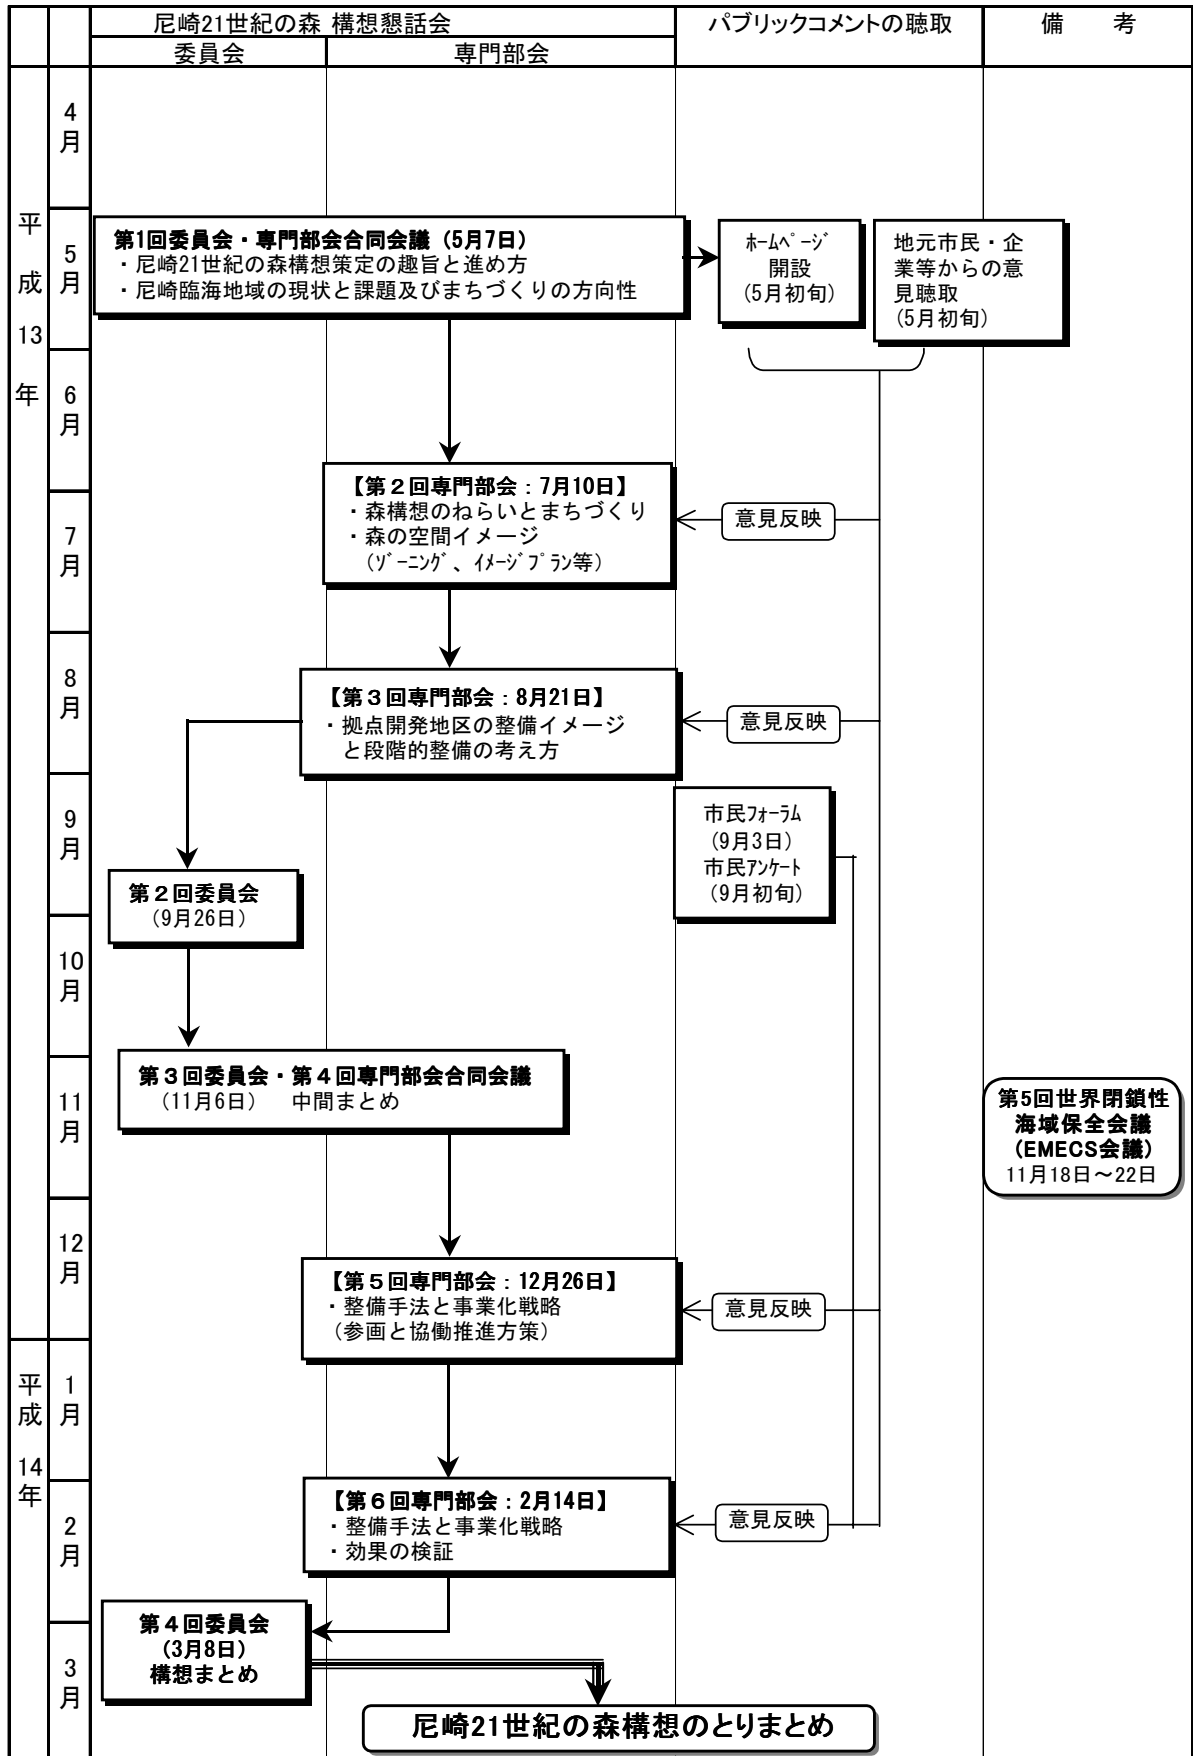 尼崎21世紀の森 構想懇話会
パブリックコメントの聴取
備 考
委員会
専門部会
平成13年
4月
5月
6月
7月
8月
9月
10月
11月
12月
平成14年
1月
2月
3月
第1回委員会・専門部会合同会議（5月7日）
・尼崎21世紀の森構想策定の趣旨と進め方
・尼崎臨海地域の現状と課題及びまちづくりの方向性
ﾎｰﾑﾍﾟｰｼﾞ
開設
(5月初旬)
地元市民・企
業等からの意
見聴取
(5月初旬)
【第２回専門部会：7月10日】
・森構想のねらいとまちづくり
・森の空間イメージ
（ｿﾞｰﾆﾝｸﾞ、ｲﾒｰｼﾞﾌﾟﾗﾝ等）
意見反映
【第３回専門部会：8月21日】
・拠点開発地区の整備イメージ
と段階的整備の考え方
意見反映
市民ﾌｫｰﾗﾑ
(9月3日)
市民ｱﾝｹｰﾄ
(9月初旬)
第２回委員会
（9月26日）
第３回委員会・第４回専門部会合同会議
（11月6日） 中間まとめ
第5回世界閉鎖性
海域保全会議
（EMECS会議）
11月18日～22日
【第５回専門部会：12月26日】
・整備手法と事業化戦略
（参画と協働推進方策）
意見反映
【第６回専門部会：2月14日】
・整備手法と事業化戦略
・効果の検証
意見反映
第４回委員会
(3月8日)
構想まとめ
尼崎21世紀の森構想のとりまとめ